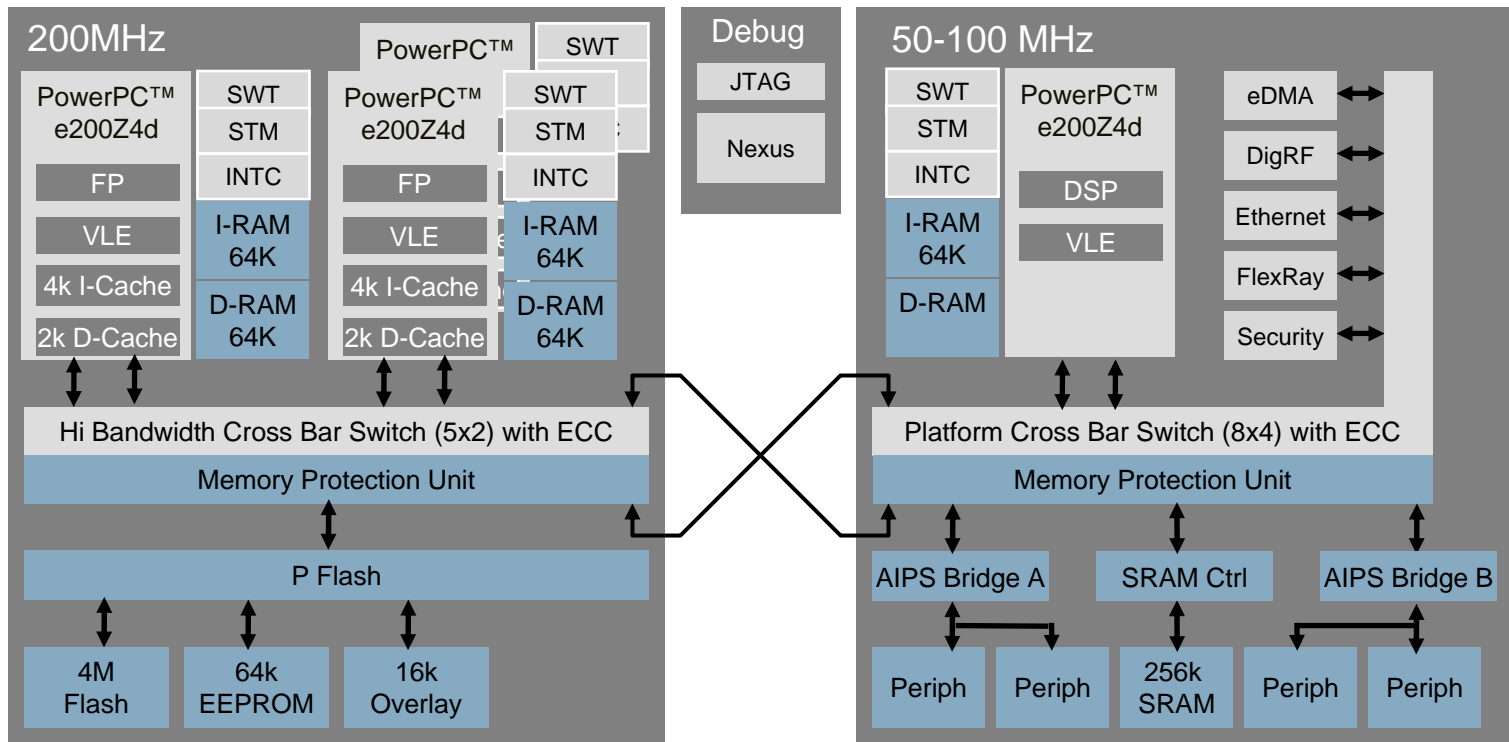 200MHz
PowerPC™
e200Z4d
FP
VLE
4k I-Cache
2k D-Cache
SWT
STM
INTC
I-RAM
64K
D-RAM
64K
PowerPC™
SWT
PowerPC™
e200Z4d
FP
VLE
4k I-Cache
2k D-Cache
SWT
STM
INTC
I-RAM
64K
D-RAM
64K
Hi Bandwidth Cross Bar Switch (5x2) with ECC
Memory Protection Unit
P Flash
4M
Flash
64k
EEPROM
16k
Overlay
Debug
JTAG
Nexus
50-100 MHz
SWT
STM
INTC
I-RAM
64K
D-RAM
PowerPC™
e200Z4d
DSP
VLE
eDMA
DigRF
Ethernet
FlexRay
Security
Platform Cross Bar Switch (8x4) with ECC
Memory Protection Unit
AIPS Bridge A
SRAM Ctrl
AIPS Bridge B
Periph
Periph
256k
SRAM
Periph
Periph